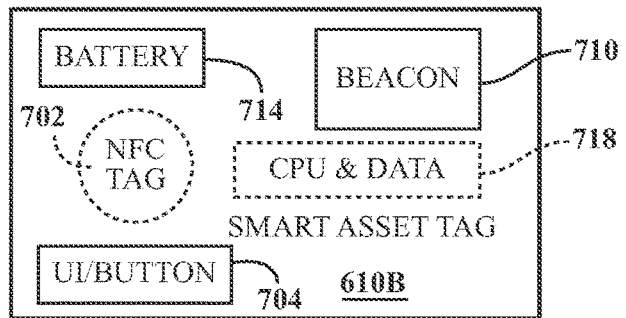 BATTERY
714
BEACON
710
702
NFC
TAG
CPU & DATA
718
SMART ASSET TAG
UI/BUTTON
704
610B